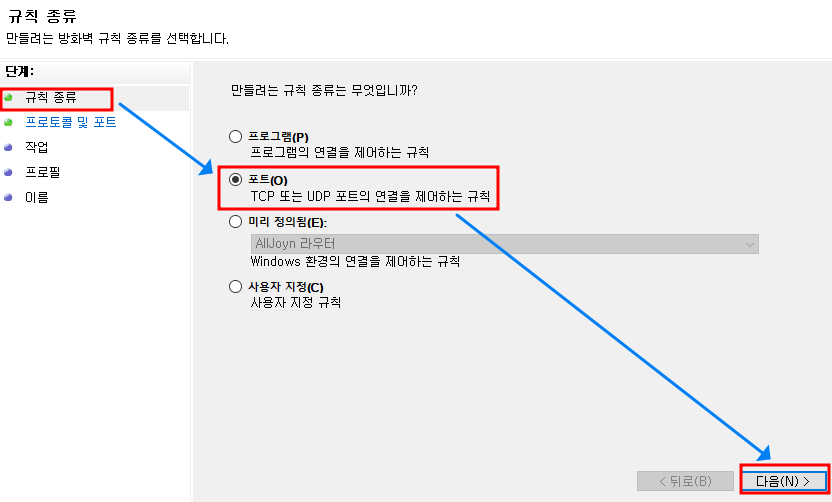 규칙 종류
만들려는 방화벽 규칙 종류를 선택합니다.
단계:
규칙 종류
프로토콜 및 포트
작업
프로필
이름
만들려는 규칙 종류는 무엇입니까?
프로그램(P)
프로그램의 연결을 제어하는 규칙
포트(O)
TCP 또는 UDP 포트의 연결을 제어하는 규칙
미리 정의됨(E):
AllJoyn 라우터
Windows 환경의 연결을 제어하는 규칙
사용자 지정(C)
사용자 지정 규칙
< 뒤로(B)
다음(N) >